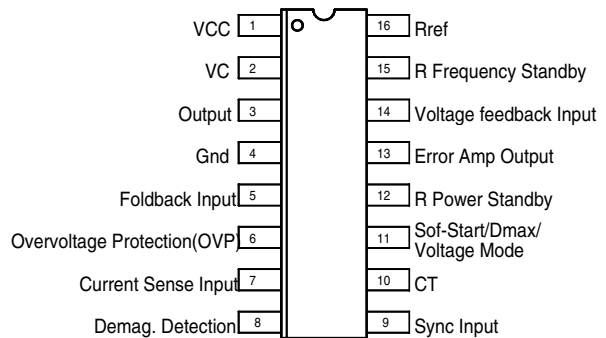 VCC 1 16 Rref
VC 2 15 R Frequency Standby
Output 3 14 Voltage feedback Input
Gnd 4 13 Error Amp Output
Foldback Input 5 12 R Power Standby
Overvoltage Protection(OVP) 6 11 Sof-Start/Dmax/
Voltage Mode
Current Sense Input 7 10 CT
Demag. Detection 8 9 Sync Input